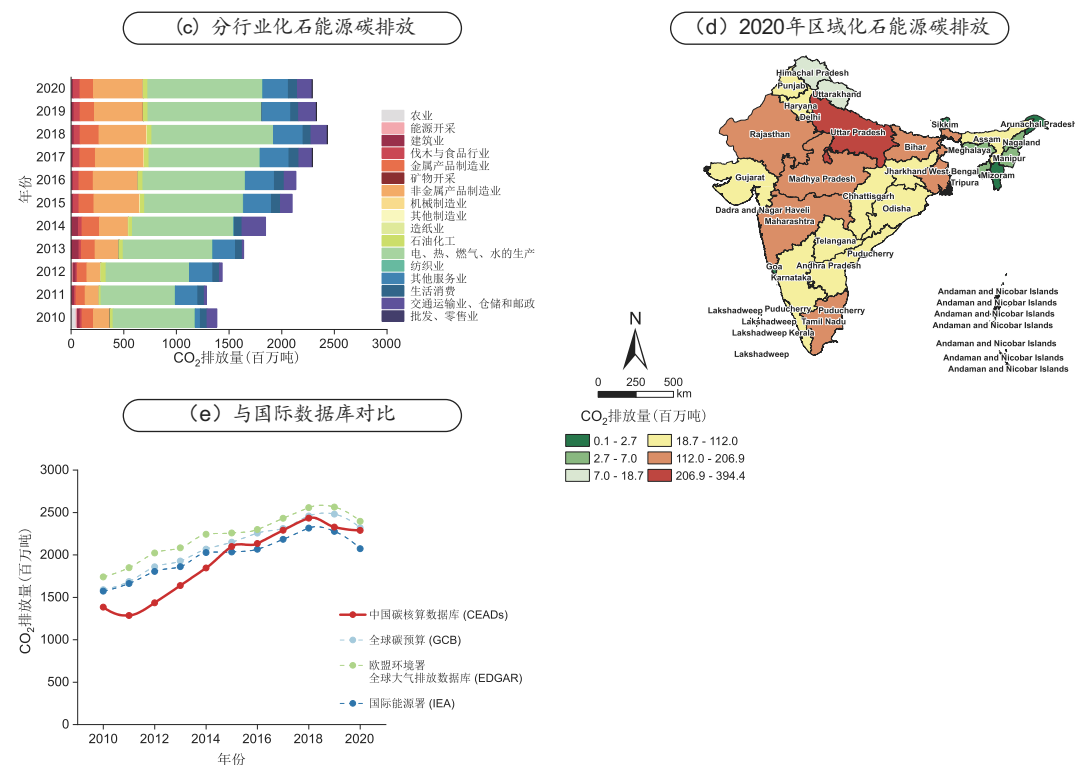 (c) 分行业化石能源碳排放
2020
2019
2018
2017
2016
2015
2014
2013
2012
2011
2010
年份
0
500
1000
1500
2000
2500
3000
CO2排放量(百万吨)
农业
能源开采
建筑业
伐木与食品行业
金属产品制造业
矿物开采
非金属产品制造业
机械制造业
其他制造业
造纸业
石油化工
电、热、燃气、水的生产
纺织业
其他服务业
生活消费
交通运输业、仓储和邮政
批发、零售业
(d) 2020年区域化石能源碳排放
Himachal Pradesh
Punjab
Uttarakhand
Haryana
Delhi
Rajasthan
Uttar Pradesh
Sikkim
Arunachal Pradesh
Bihar
Assam
Nagaland
Meghalaya
Manipur
Gujarat
Madhya Pradesh
Jharkhand
West Bengal
Mizoram
Tripura
Chhattisgarh
Dadra and Nagar Haveli
Odisha
Maharashtra
Telangana
Puducherry
Goa
Andhra Pradesh
Karnataka
Lakshadweep
Puducherry
Puducherry
Lakshadweep
Tamil Nadu
Lakshadweep
Kerala
Lakshadweep
Andaman and Nicobar Islands
Andaman and Nicobar Islands
Andaman and Nicobar Islands
Andaman and Nicobar Islands
Andaman and Nicobar Islands
Andaman and Nicobar Islands
Andaman and Nicobar Islands
N
0 250 500
km
CO2排放量(百万吨)
0.1 - 2.7
2.7 - 7.0
7.0 - 18.7
18.7 - 112.0
112.0 - 206.9
206.9 - 394.4
(e) 与国际数据库对比
3000
2500
2000
1500
1000
500
0
CO2排放量(百万吨)
2010
2012
2014
2016
2018
2020
年份
中国碳核算数据库 (CEADs)
全球碳预算 (GCB)
欧盟环境署
全球大气排放数据库 (EDGAR)
国际能源署 (IEA)